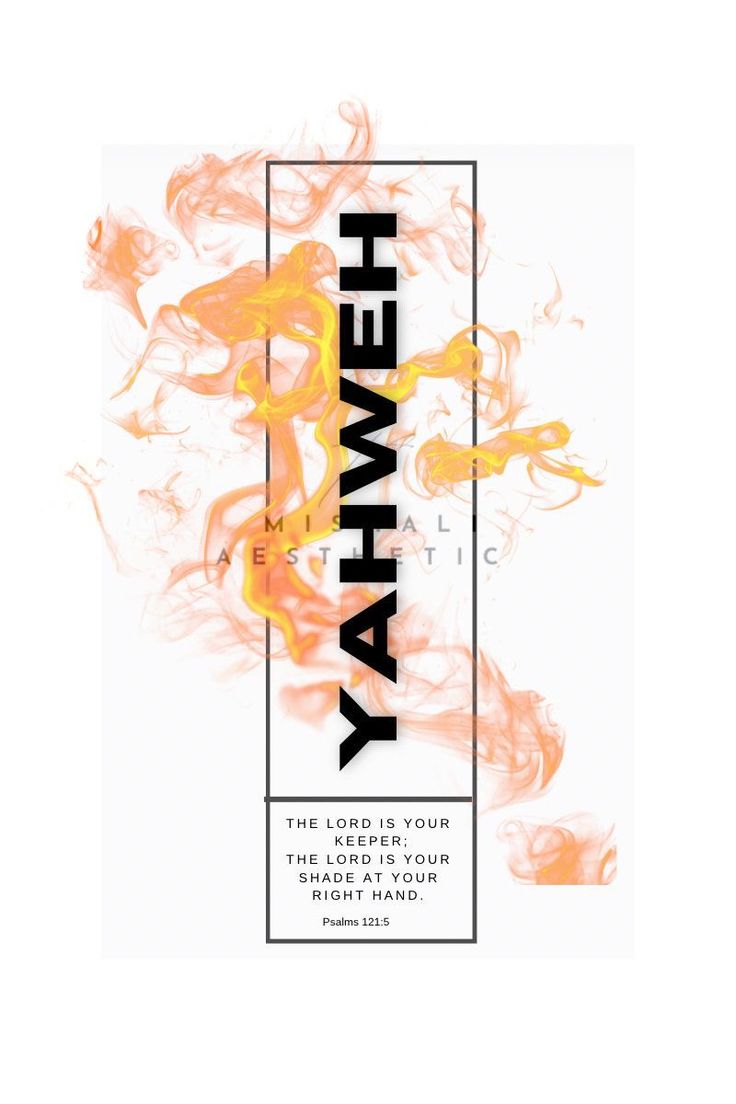 YAHWEH
AESTHETIC
THE LORD IS YOUR
KEEPER;
THE LORD IS YOUR
SHADE AT YOUR
RIGHT HAND.
Psalms 121:5